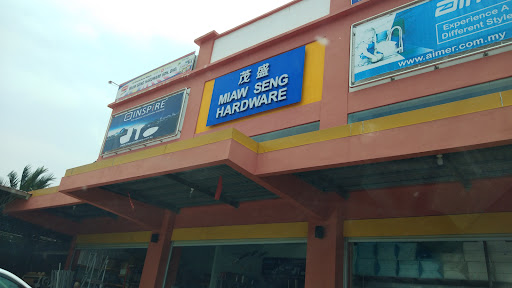 茂盛
MIAW SENG
HARDWARE
INSPIRE
aimer
Experience A
Different Style
www.aimer.com.my